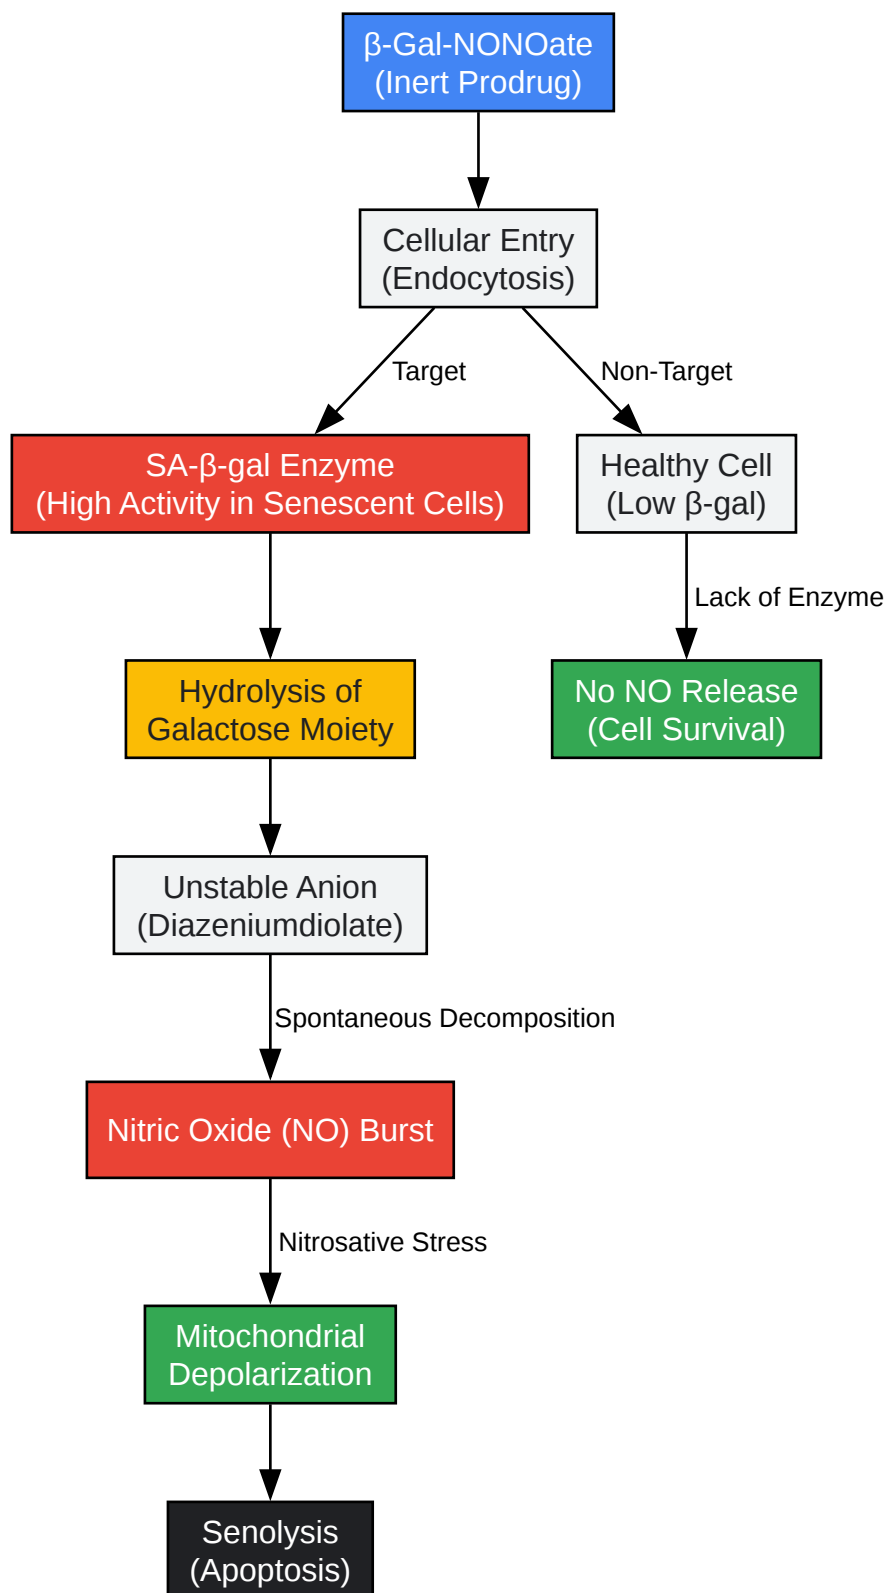 β-Gal-NONOate
(Inert Prodrug)
Cellular Entry
(Endocytosis)
Target
Non-Target
SA-β-gal Enzyme
(High Activity in Senescent Cells)
Healthy Cell
(Low β-gal)
Lack of Enzyme
Hydrolysis of
Galactose Moiety
No NO Release
(Cell Survival)
Unstable Anion
(Diazeniumdiolate)
Spontaneous Decomposition
Nitric Oxide (NO) Burst
Nitrosative Stress
Mitochondrial
Depolarization
Senolysis
(Apoptosis)